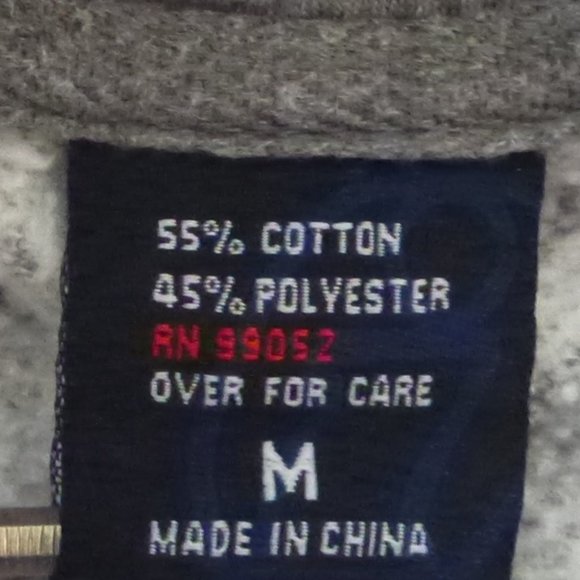 55% COTTON
45% POLYESTER
RN 99052
OVER FOR CARE
M
MADE IN CHINA